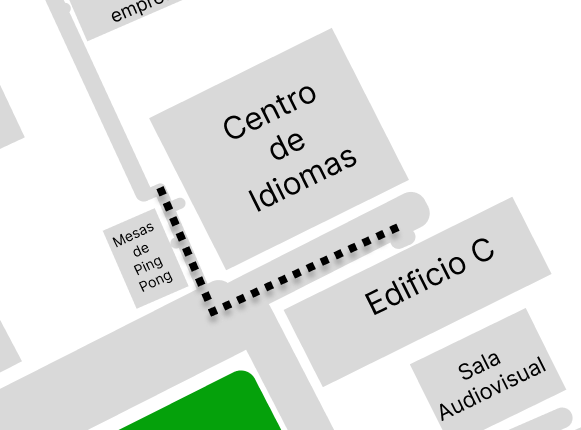 Centro
de
Idiomas
Mesas
de
Ping
Pong
Edificio C
Sala
Audiovisual